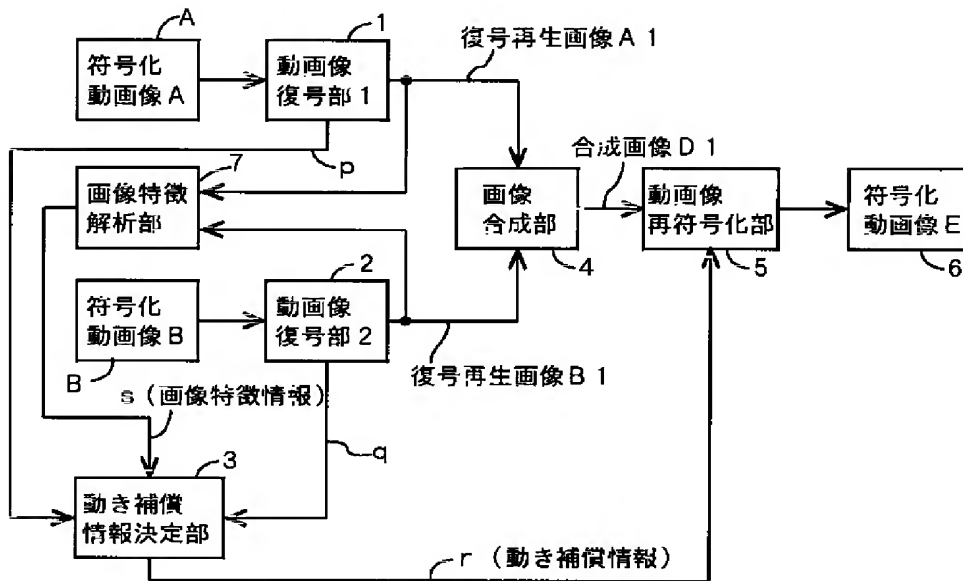 A
符号化
動画像A
1
動画像
復号部1
復号再生画像A1
p
7
画像特徴
解析部
画像
合成部
4
合成画像D1
動画像
再符号化部
5
符号化
動画像E
6
符号化
動画像B
B
2
動画像
復号部2
復号再生画像B1
s(画像特徴情報)
q
3
動き補償
情報決定部
r (動き補償情報)